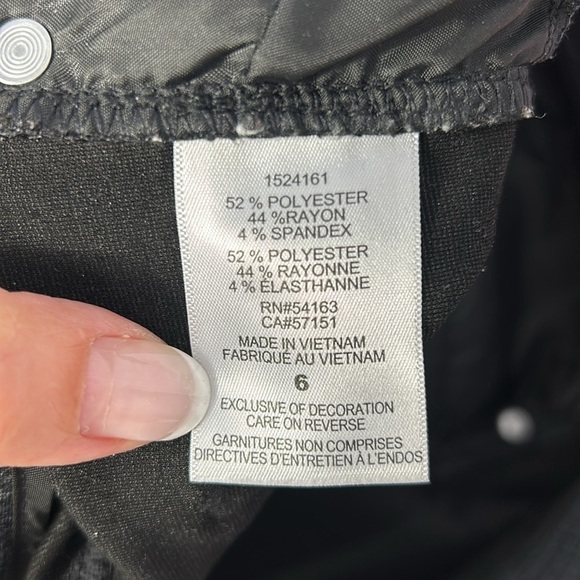 1524161
52 % POLYESTER
44 %RAYON
4 % SPANDEX
52 % POLYESTER
44 % RAYONNE
4 % ÉLASTHANNE
RN#54163
CA#57151
MADE IN VIETNAM
FABRIQUÉ AU VIETNAM
6
EXCLUSIVE OF DECORATION
CARE ON REVERSE
GARNITURES NON COMPRISES
DIRECTIVES D'ENTRETIEN À L'ENDOS